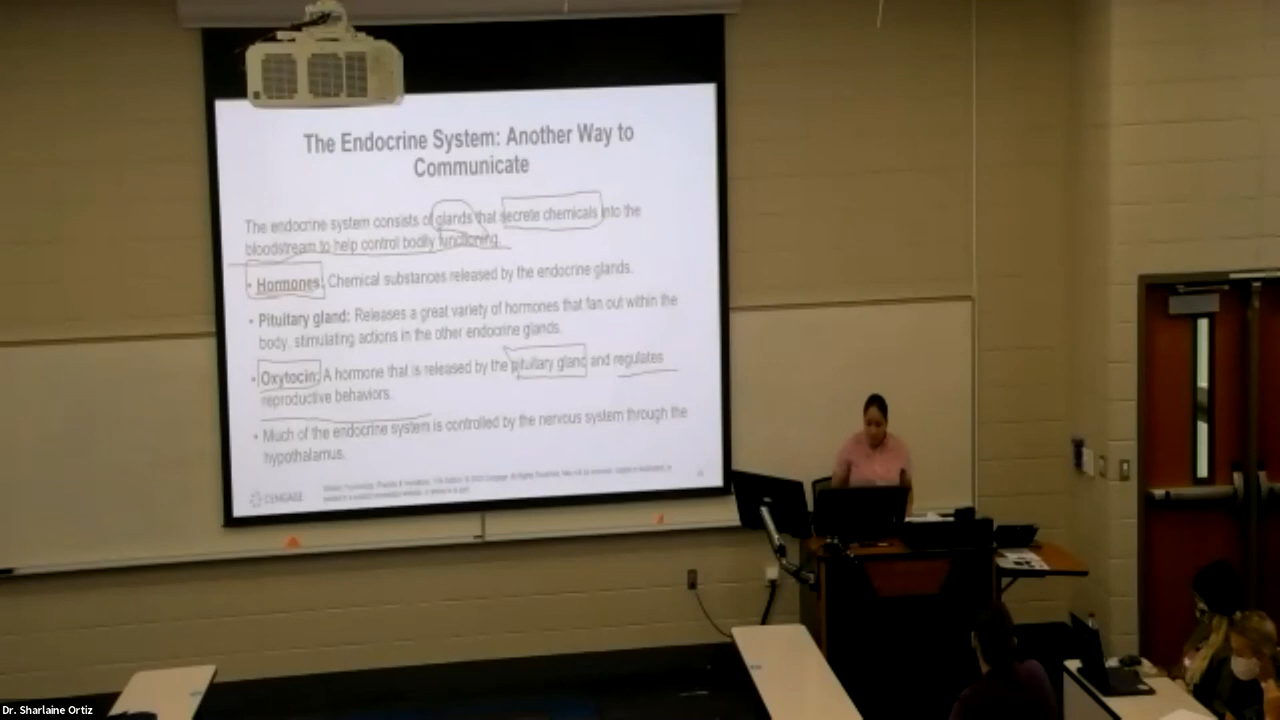 The Endocrine System: Another Way to
Communicate
The endocrine system consists of glands that secrete chemicals into the
bloodstream to help control bodily functioning.
• Hormones: Chemical substances released by the endocrine glands.
• Pituitary gland: Releases a great variety of hormones that fan out within the
body, stimulating actions in the other endocrine glands.
• Oxytocin: A hormone that is released by the pituitary gland and regulates
reproductive behaviors.
• Much of the endocrine system is controlled by the nervous system through the
hypothalamus.
CENGAGE
Dr. Sharlaine Ortiz